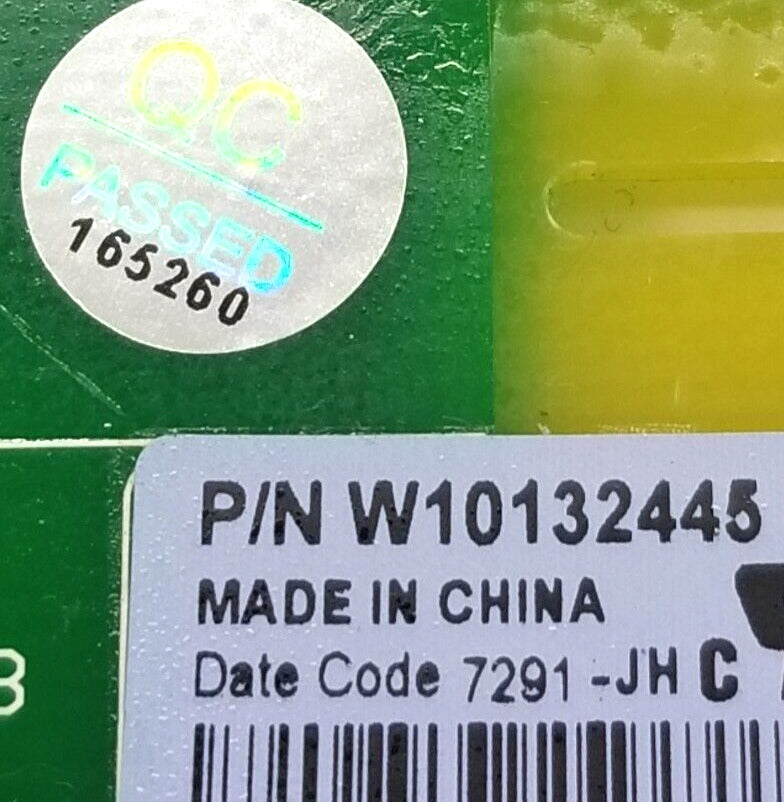 QC
PASSED
165260
P/N W10132445
MADE IN CHINA
Date Code 7291 -JH C